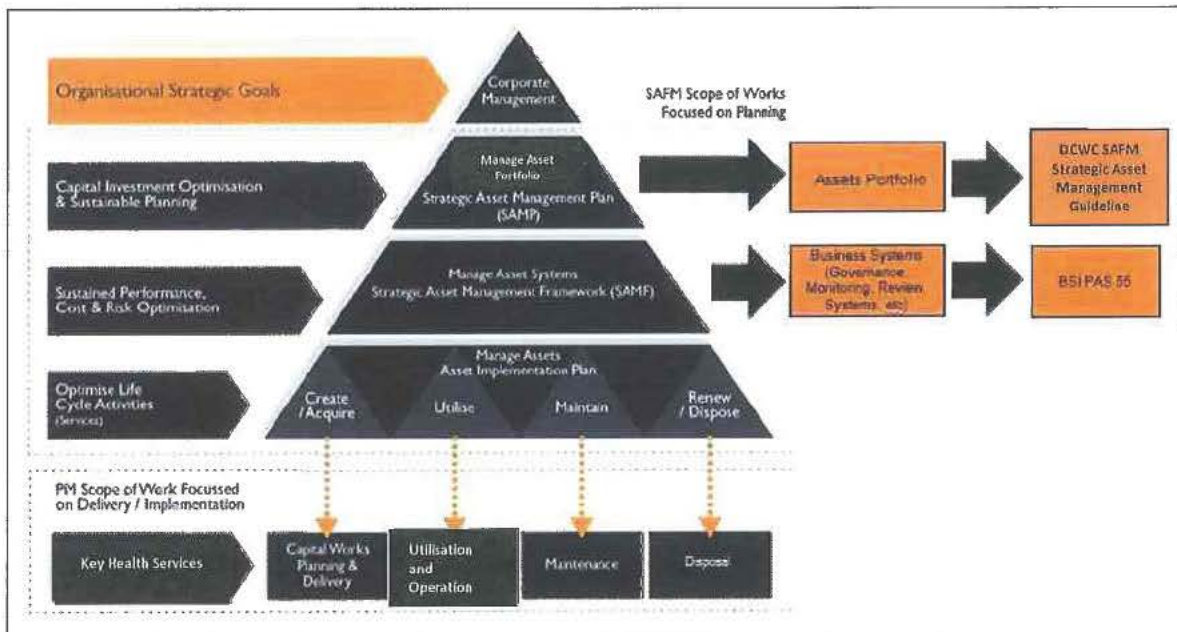 Organisational Strategic Goals
Corporate
Management
SAFM Scope of Works
Focused on Planning
Capital Investment Optimisation
& Sustainable Planning
Manage Asset
Portfolio
Strategic Asset Management Plan
(SAMP)
Assets Portfolio
DCWC SAFM
Strategic Asset
Management
Guideline
Sustained Performance,
Cost & Risk Optimisation
Manage Asset Systems
Strategic Asset Management Framework (SAMF)
Business Systems
(Governance
Monitoring, Review
Systems, etc)
BSI PAS 55
Optimise Life
Cycle Activities
(Services)
Manage Assets
Asset Implementation Plan
Create
/Acquire
Utilise
Maintain
Renew
/ Dispose
PM Scope of Work Focussed
on Delivery / Implementation
Key Health Services
Capital Works
Planning &
Delivery
Utilisation
and
Operation
Maintenance
Disposal